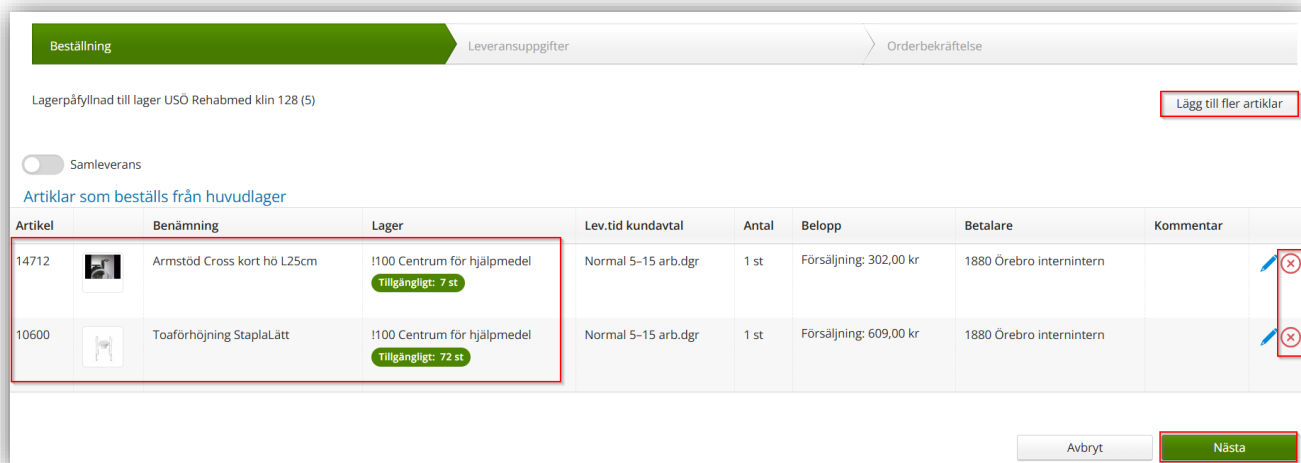 Beställning Leveransuppgifter Orderbekräftelse
Lagerpåfyllnad till lager USÖ Rehabmed klin 128 (5) Lägg till fler artiklar
Samleverans
Artiklar som beställs från huvudlager
Artikel Benämning Lager Lev.tid kundavtal Antal Belopp Betalare Kommentar
14712 Armstöd Cross kort hö L25cm !100 Centrum för hjälpmedel Normal 5–15 arb.dgr 1 st Försäljning: 302,00 kr 1880 Örebro internintern
Tillgängligt: 7 st
10600 Toaförhöjning StaplaLätt !100 Centrum för hjälpmedel Normal 5–15 arb.dgr 1 st Försäljning: 609,00 kr 1880 Örebro internintern
Tillgängligt: 72 st
Avbryt Nästa